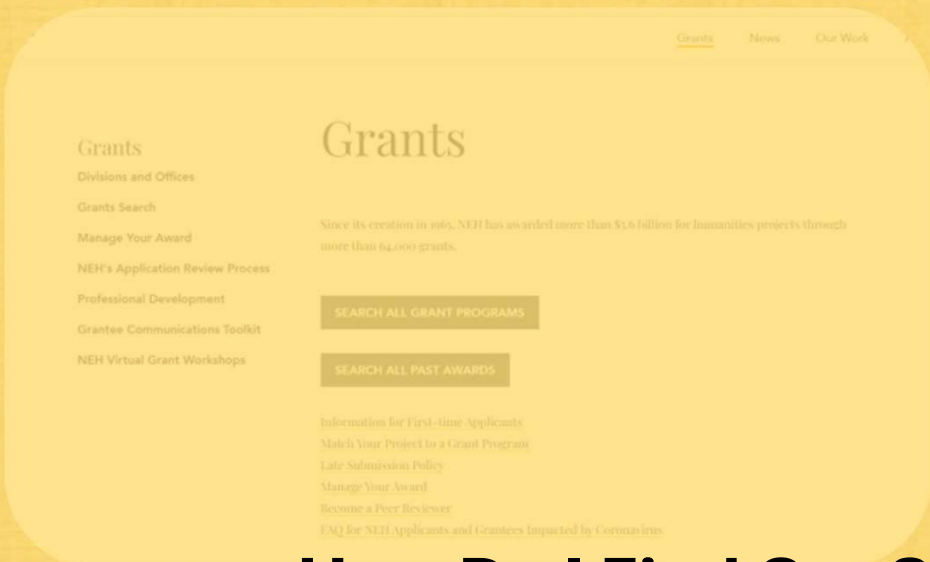 Grants News Our Work
Grants
Divisions and Offices
Grants Search
Manage Your Award
NEH's Application Review Process
Professional Development
Grantee Communications Toolkit
NEH Virtual Grant Workshops
Grants
Since its creation in 1965, NEH has awarded more than $5.6 billion for humanities projects through
more than 64,000 grants.
SEARCH ALL GRANT PROGRAMS
SEARCH ALL PAST AWARDS
Information for First-time Applicants
Match Your Project to a Grant Program
Late Submission Policy
Manage Your Award
Become a Peer Reviewer
FAQ for NEH Applicants and Grantees Impacted by Coronavirus